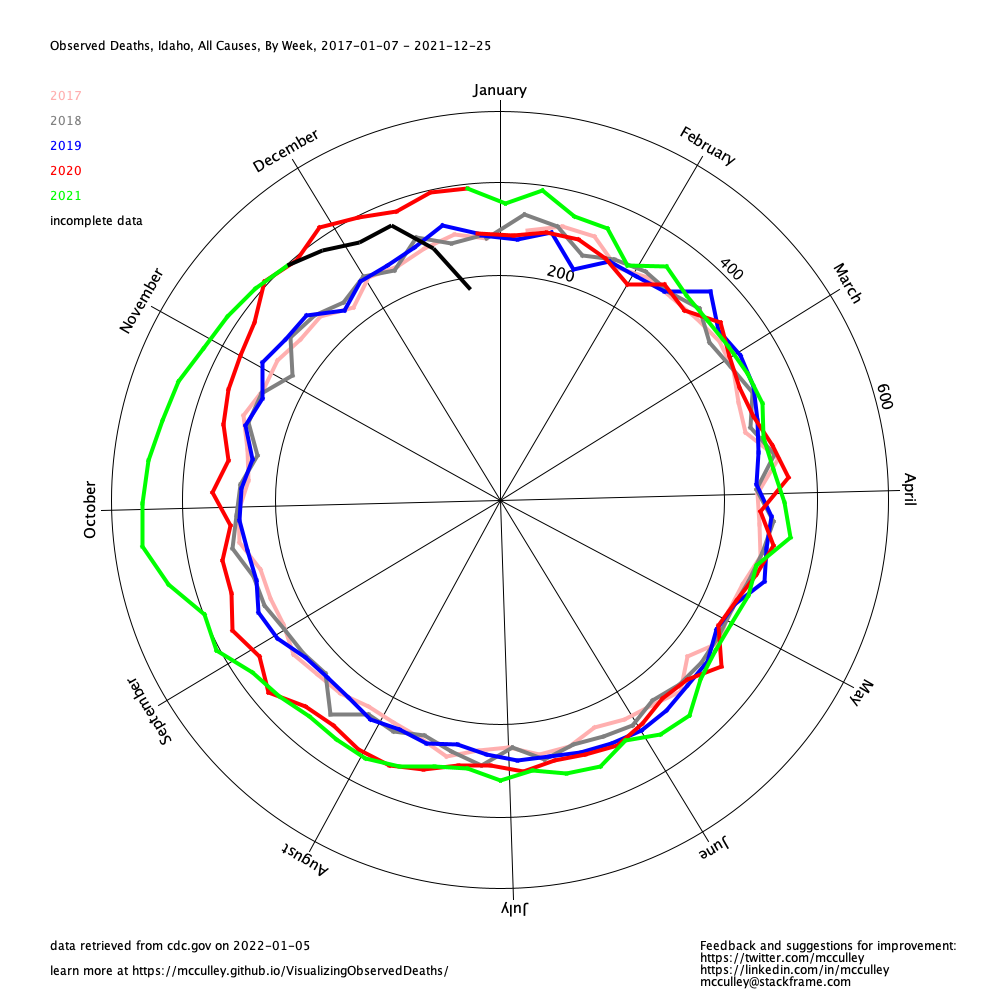 Observed Deaths, Idaho, All Causes, By Week, 2017-01-07 - 2021-12-25
2017
2018
2019
2020
2021
incomplete data
January
February
March
April
May
June
July
August
September
October
November
December
200
400
600
data retrieved from cdc.gov on 2022-01-05
learn more at https://mcculley.github.io/VisualizingObservedDeaths/
Feedback and suggestions for improvement:
https://twitter.com/mcculley
https://linkedin.com/in/mcculley
mcculley@stackframe.com